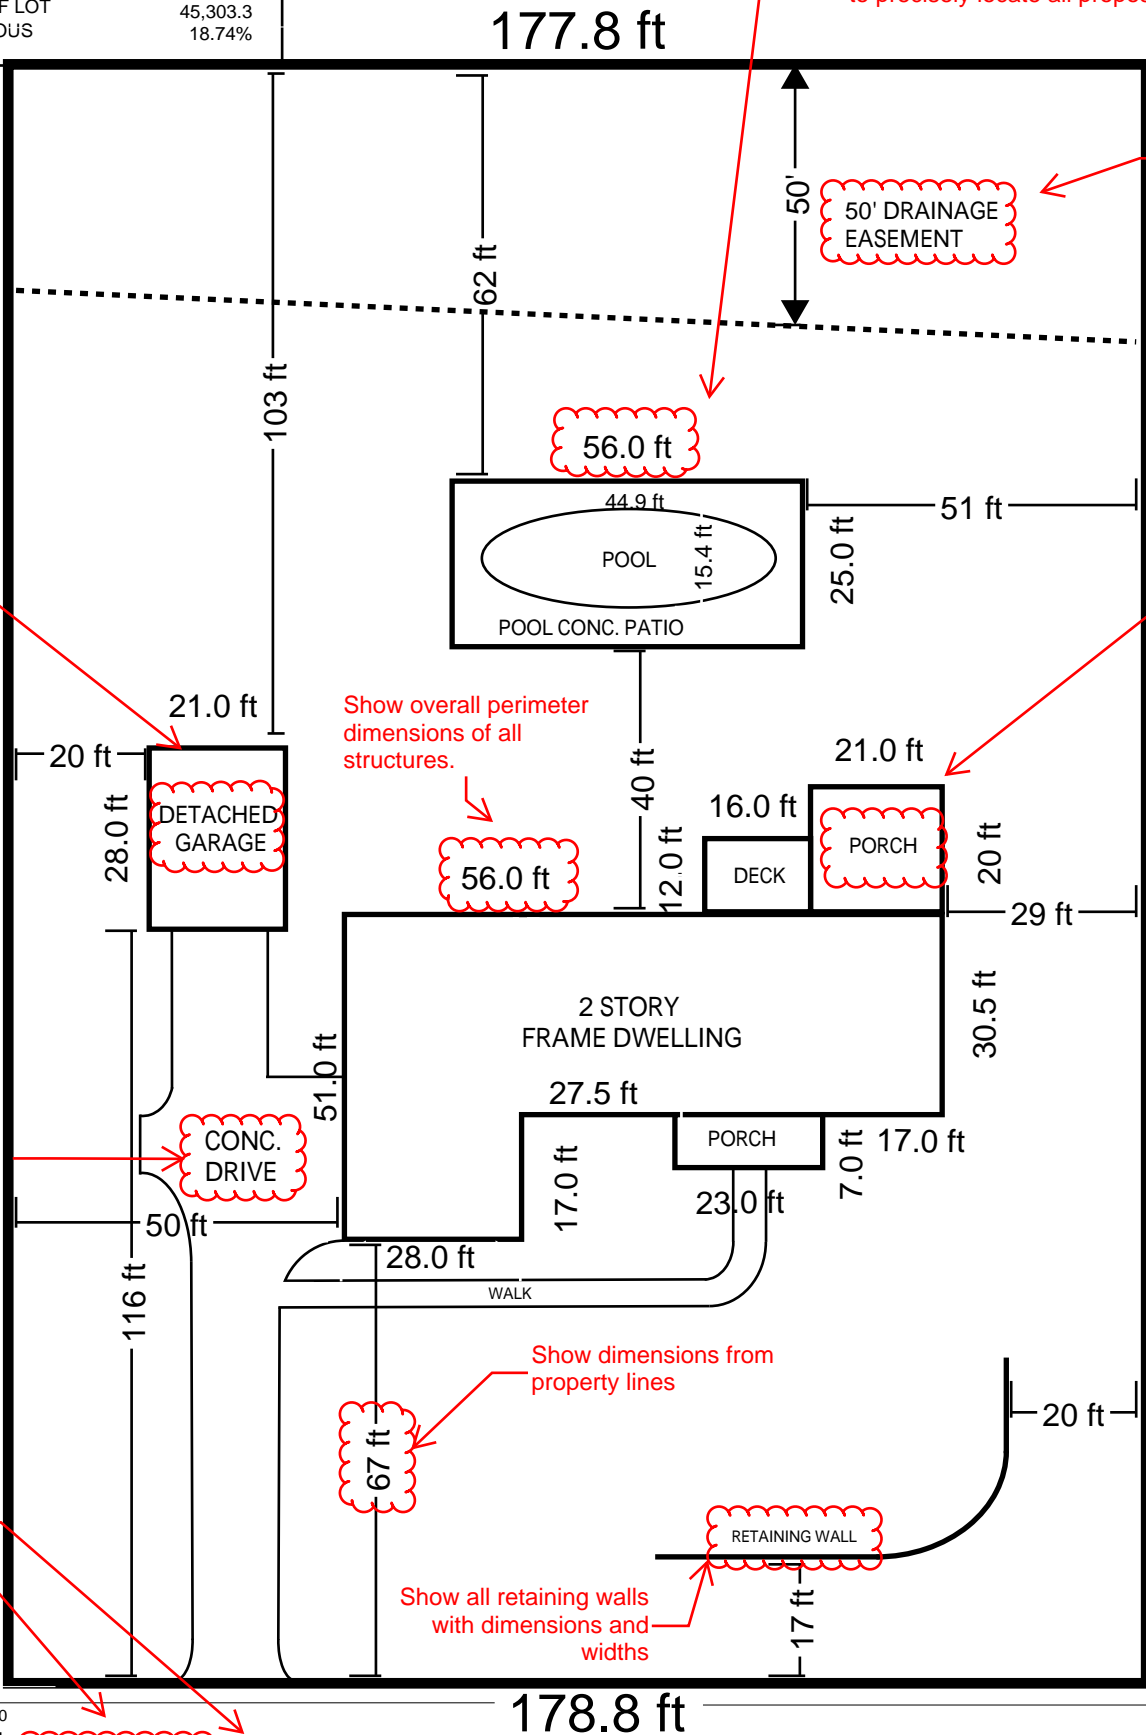 F LOT 45,303.3
OUS 18.74%
177.8 ft
50'
50' DRAINAGE
EASEMENT
62 ft
103 ft
56.0 ft
44.9 ft
51 ft
15.4 ft
POOL
25.0 ft
POOL CONC. PATIO
21.0 ft
Show overall perimeter
dimensions of all
structures.
20 ft
40 ft
21.0 ft
16.0 ft
DETACHED
GARAGE
28.0 ft
12.0 ft
PORCH
20 ft
DECK
56.0 ft
29 ft
2 STORY
FRAME DWELLING
30.5 ft
51.0 ft
27.5 ft
CONC.
DRIVE
PORCH
17.0 ft
7.0 ft
17.0 ft
23.0 ft
50 ft
28.0 ft
116 ft
WALK
Show dimensions from
property lines
67 ft
20 ft
RETAINING WALL
Show all retaining walls
with dimensions and
widths
17 ft
178.8 ft